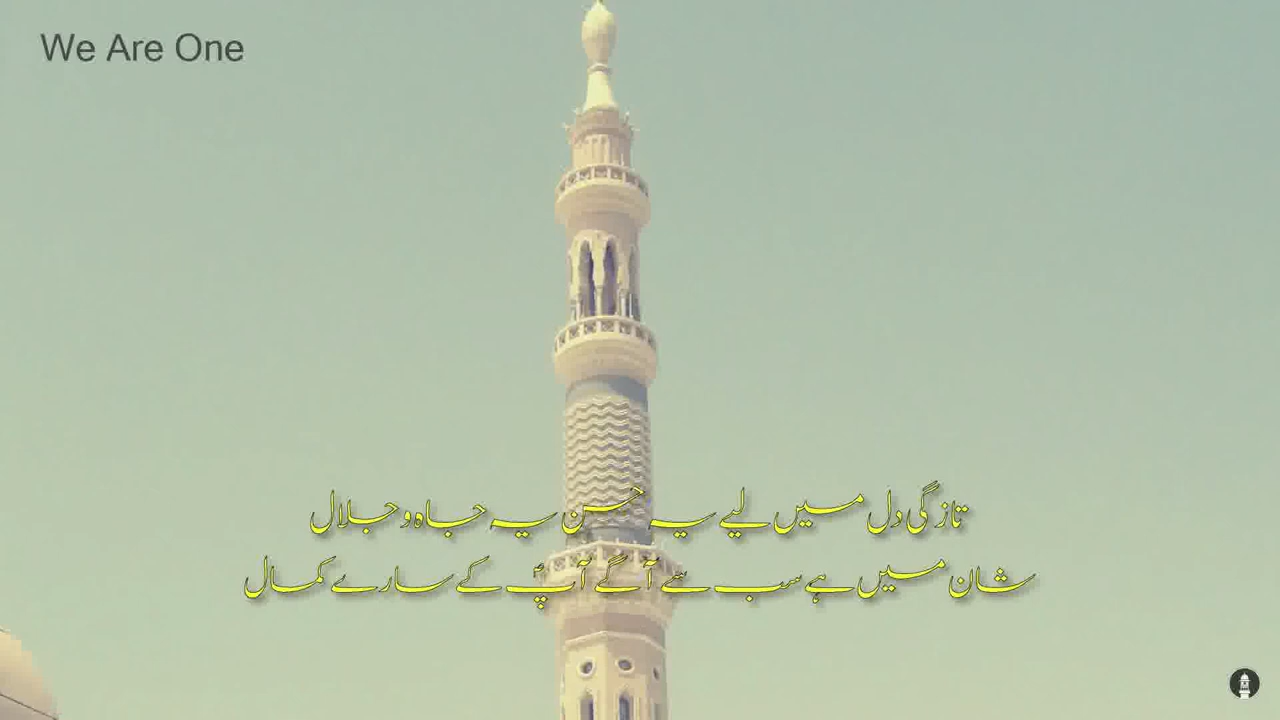 We Are One
تازگی دل میں لیے یہ حسن یہ جاہ و جلال
شان میں ہے سب سے آگے آپؐ کے سارے کمال